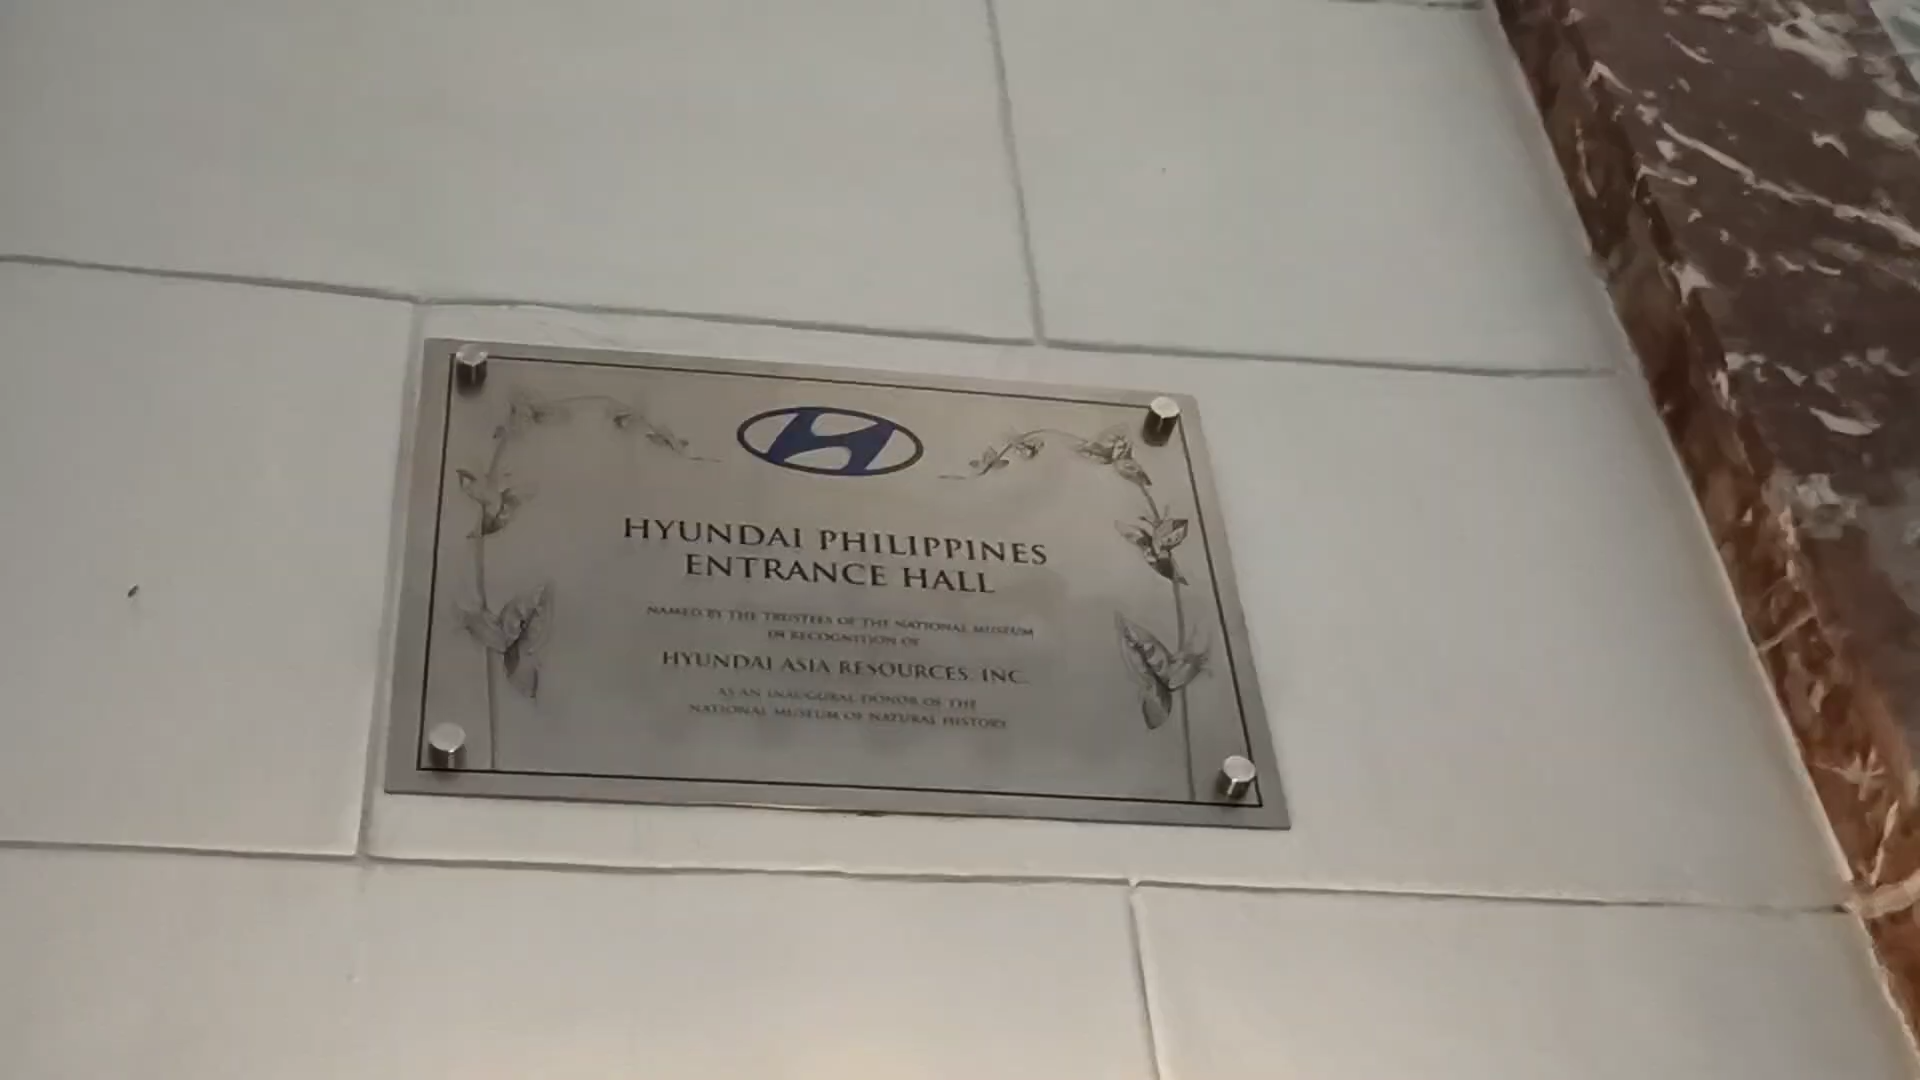 HYUNDAI PHILIPPINES
ENTRANCE HALL
NAMED BY THE TRUSTEES OF THE NATIONAL MUSEUM
IN RECOGNITION OF
HYUNDAI ASIA RESOURCES, INC.
AS AN INAUGURAL DONOR OF THE
NATIONAL MUSEUM OF NATURAL HISTORY